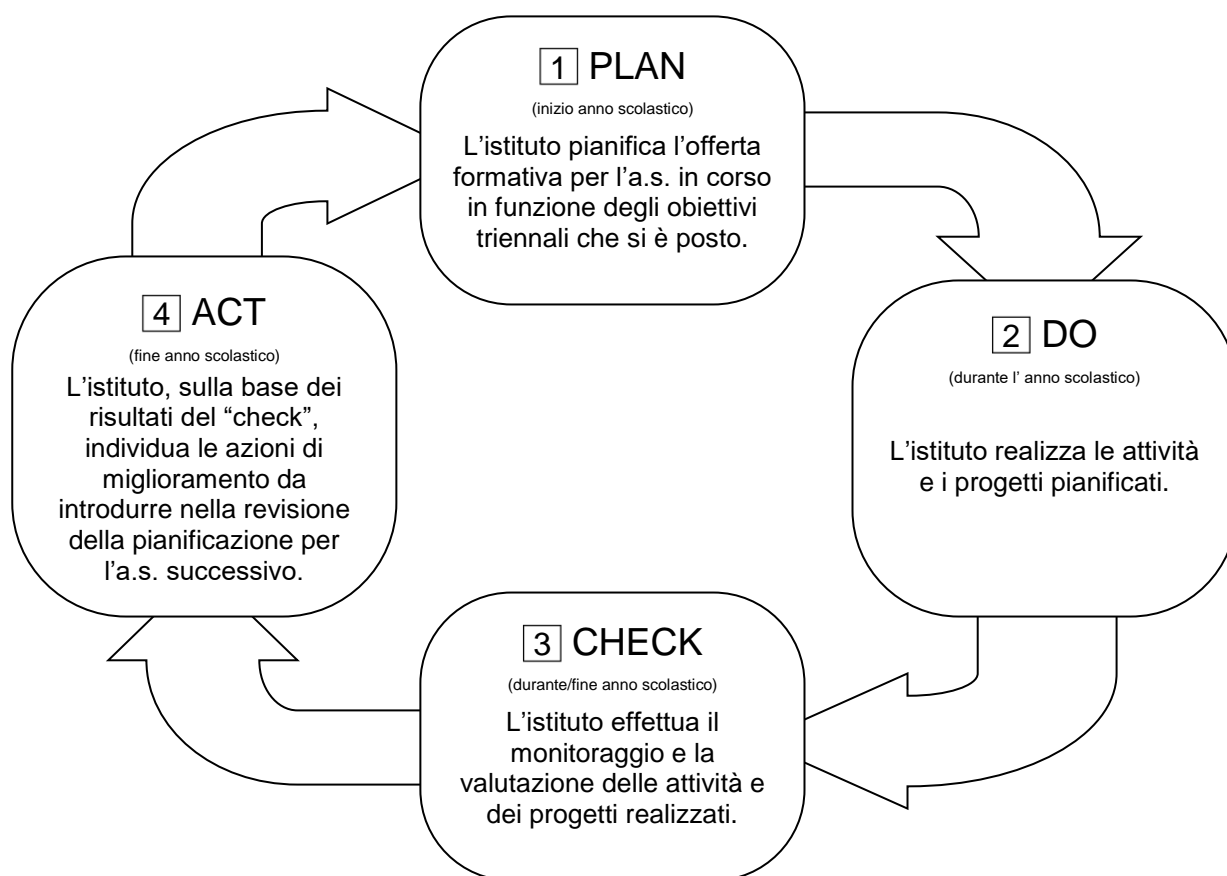 1 PLAN
(inizio anno scolastico)
L’istituto pianifica l’offerta
formativa per l’a.s. in corso
in funzione degli obiettivi
triennali che si è posto.
2 DO
(durante l’ anno scolastico)
L’istituto realizza le attività
e i progetti pianificati.
3 CHECK
(durante/fine anno scolastico)
L’istituto effettua il
monitoraggio e la
valutazione delle attività e
dei progetti realizzati.
4 ACT
(fine anno scolastico)
L’istituto, sulla base dei
risultati del “check”,
individua le azioni di
miglioramento da
introdurre nella revisione
della pianificazione per
l’a.s. successivo.